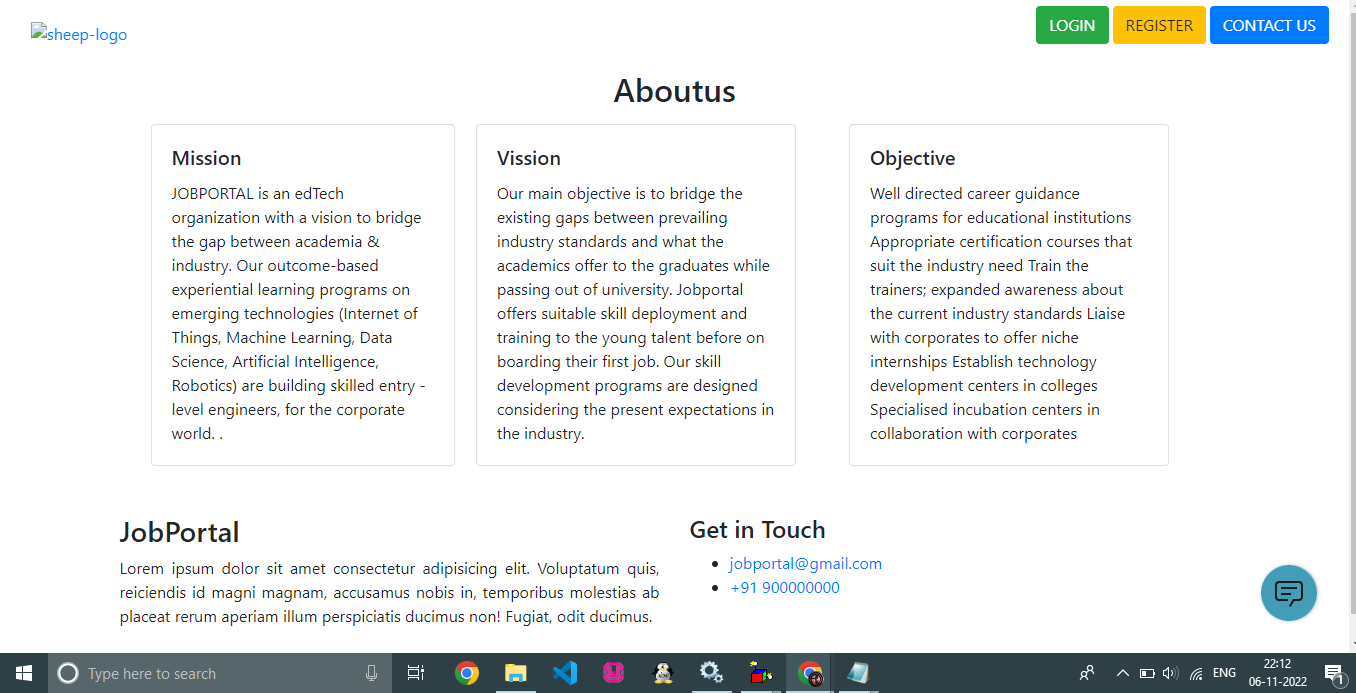 sheep-logo
LOGIN
REGISTER
CONTACT US
Aboutus
Mission
JOBPORTAL is an edTech
organization with a vision to bridge
the gap between academia &
industry. Our outcome-based
experiential learning programs on
emerging technologies (Internet of
Things, Machine Learning, Data
Science, Artificial Intelligence,
Robotics) are building skilled entry -
level engineers, for the corporate
world. .
Vission
Our main objective is to bridge the
existing gaps between prevailing
industry standards and what the
academics offer to the graduates while
passing out of university. Jobportal
offers suitable skill deployment and
training to the young talent before on
boarding their first job. Our skill
development programs are designed
considering the present expectations in
the industry.
Objective
Well directed career guidance
programs for educational institutions
Appropriate certification courses that
suit the industry need Train the
trainers; expanded awareness about
the current industry standards Liaise
with corporates to offer niche
internships Establish technology
development centers in colleges
Specialised incubation centers in
collaboration with corporates
JobPortal
Lorem ipsum dolor sit amet consectetur adipisicing elit. Voluptatum quis,
reiciendis id magni magnam, accusamus nobis in, temporibus molestias ab
placeat rerum aperiam illum perspiciatis ducimus non! Fugiat, odit ducimus.
Get in Touch
jobportal@gmail.com
+91 900000000
Type here to search
ENG
22:12
06-11-2022
1